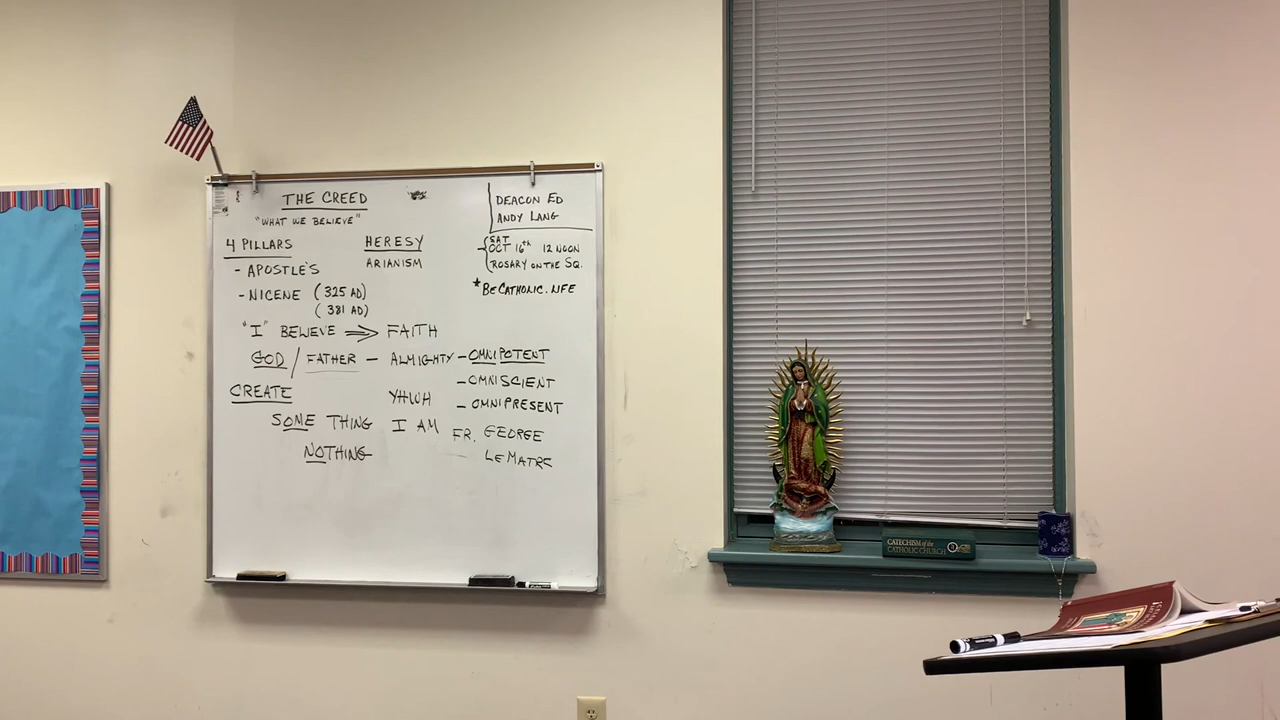 THE CREED
"WHAT WE BELIEVE"
DEACON ED
ANDY LANG
4 PILLARS
HERESY
SAT
OCT 16th 12 NOON
ROSARY ON THE SQ.
- APOSTLE'S
ARIANISM
*BECATHOLIC.LIFE
- NICENE (325 AD)
(381 AD)
"I" BELIEVE ⇒ FAITH
GOD / FATHER - ALMIGHTY - OMNIPOTENT
- OMNISCIENT
- OMNIPRESENT
CREATE
YHWH
SOME THING
I AM
FR. GEORGE
LEMATRE
NOTHING
CATECHISM of the
CATHOLIC CHURCH